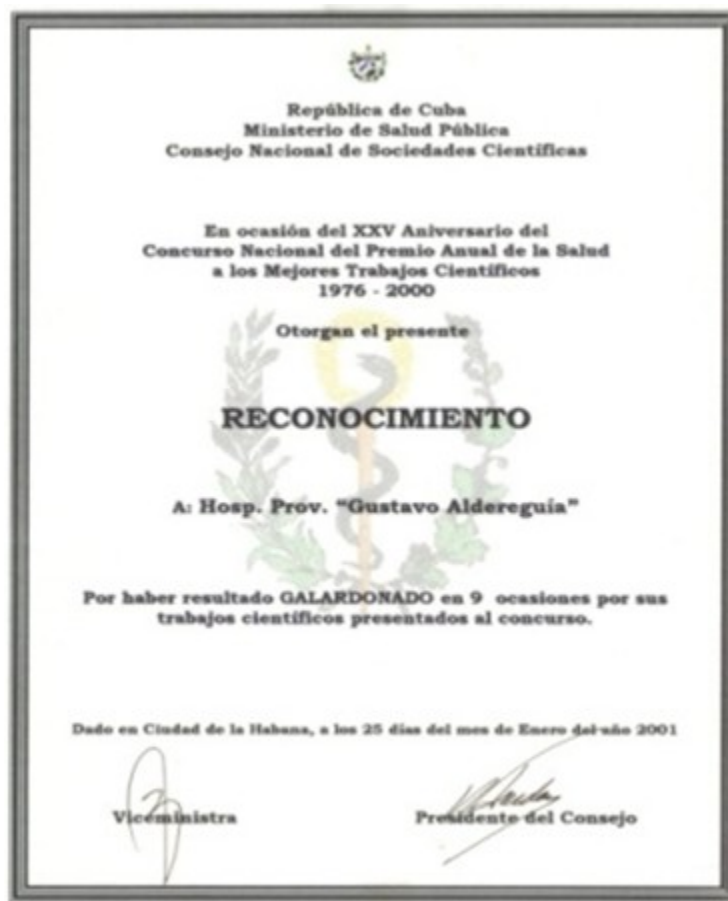 República de Cuba
Ministerio de Salud Pública
Consejo Nacional de Sociedades Científicas
En ocasión del XXV Aniversario del
Concurso Nacional del Premio Anual de la Salud
a los Mejores Trabajos Científicos
1976 - 2000
Otorgan el presente
RECONOCIMIENTO
A: Hosp. Prov. “Gustavo Aldereguía”
Por haber resultado GALARDONADO en 9 ocasiones por sus
trabajos científicos presentados al concurso.
Dado en Ciudad de la Habana, a los 25 días del mes de Enero del año 2001
Viceministra
Presidente del Consejo